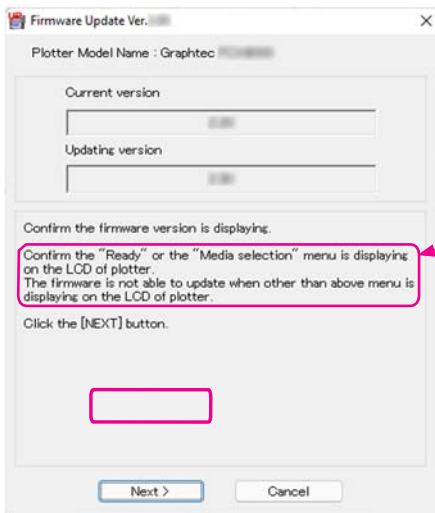 Firmware Update Ver.
Plotter Model Name : Graphtec
Current version
Updating version
Confirm the firmware version is displaying.
Confirm the "Ready" or the "Media selection" menu is displaying
on the LCD of plotter.
The firmware is not able to update when other than above menu is
displaying on the LCD of plotter.
Click the [NEXT] button.
Next >
Cancel